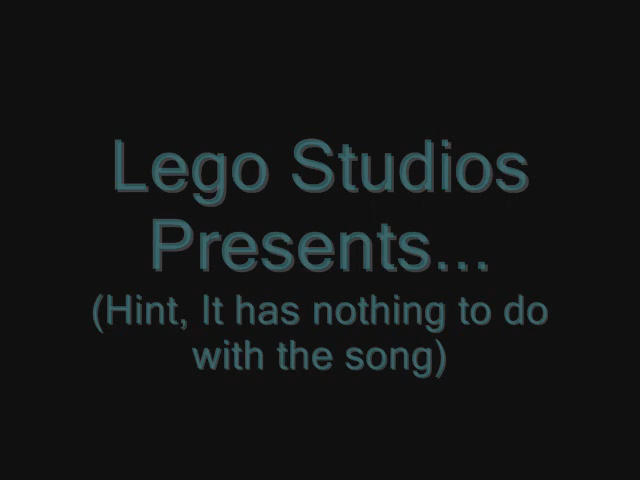 Lego Studios
Presents...
(Hint, It has nothing to do
with the song)